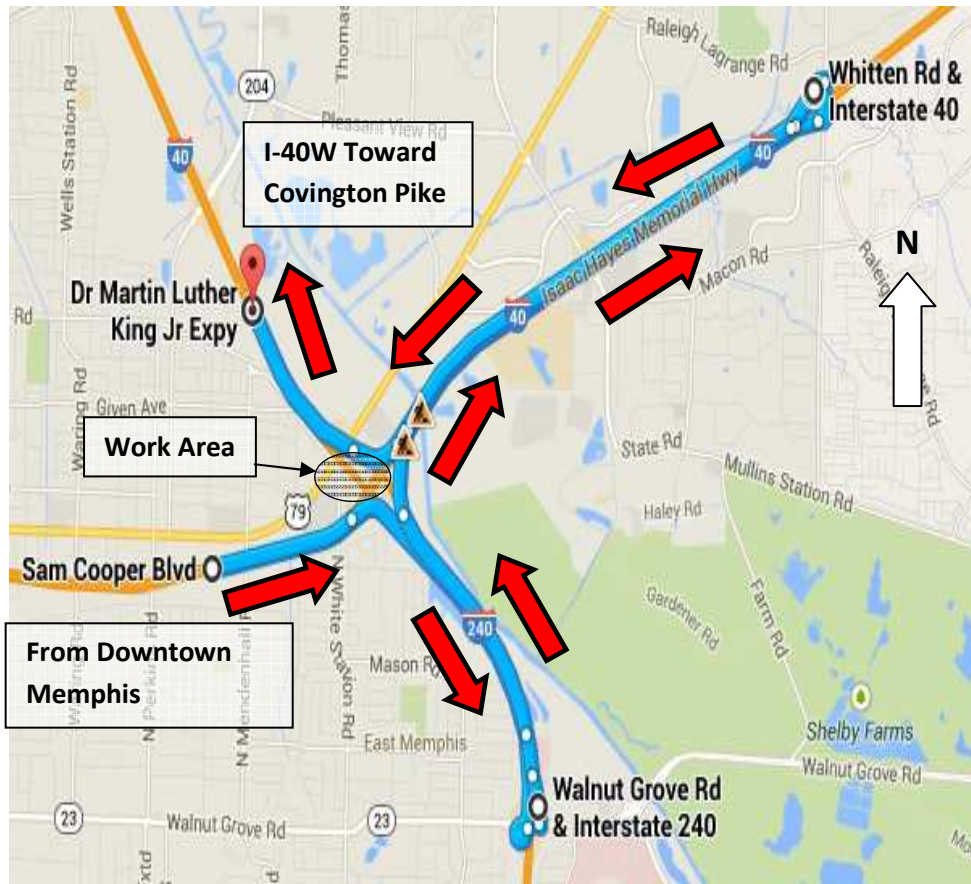 Raleigh Lagrange Rd
Thomas
204
Whitten Rd &
Interstate 40
Wells Station Rd
Pleasant View Rd
40
I-40W Toward
Covington Pike
40
Isaac Hayes Memorial Hwy
N
Macon Rd
Raleigh
Dr Martin Luther
King Jr Expy
Rd
40
Given Ave
Waring Rd
Work Area
State Rd
Mullins Station Rd
79
Haley Rd
Sam Cooper Blvd
N White Station Rd
Farm Rd
Gardener Rd
240
From Downtown
Memphis
N Mendenhall R
Mason Rd
East Memphis
Shelby Farms
Walnut Grove Rd
23
Walnut Grove Rd
23
Walnut Grove Rd
& Interstate 240
Mo
extd